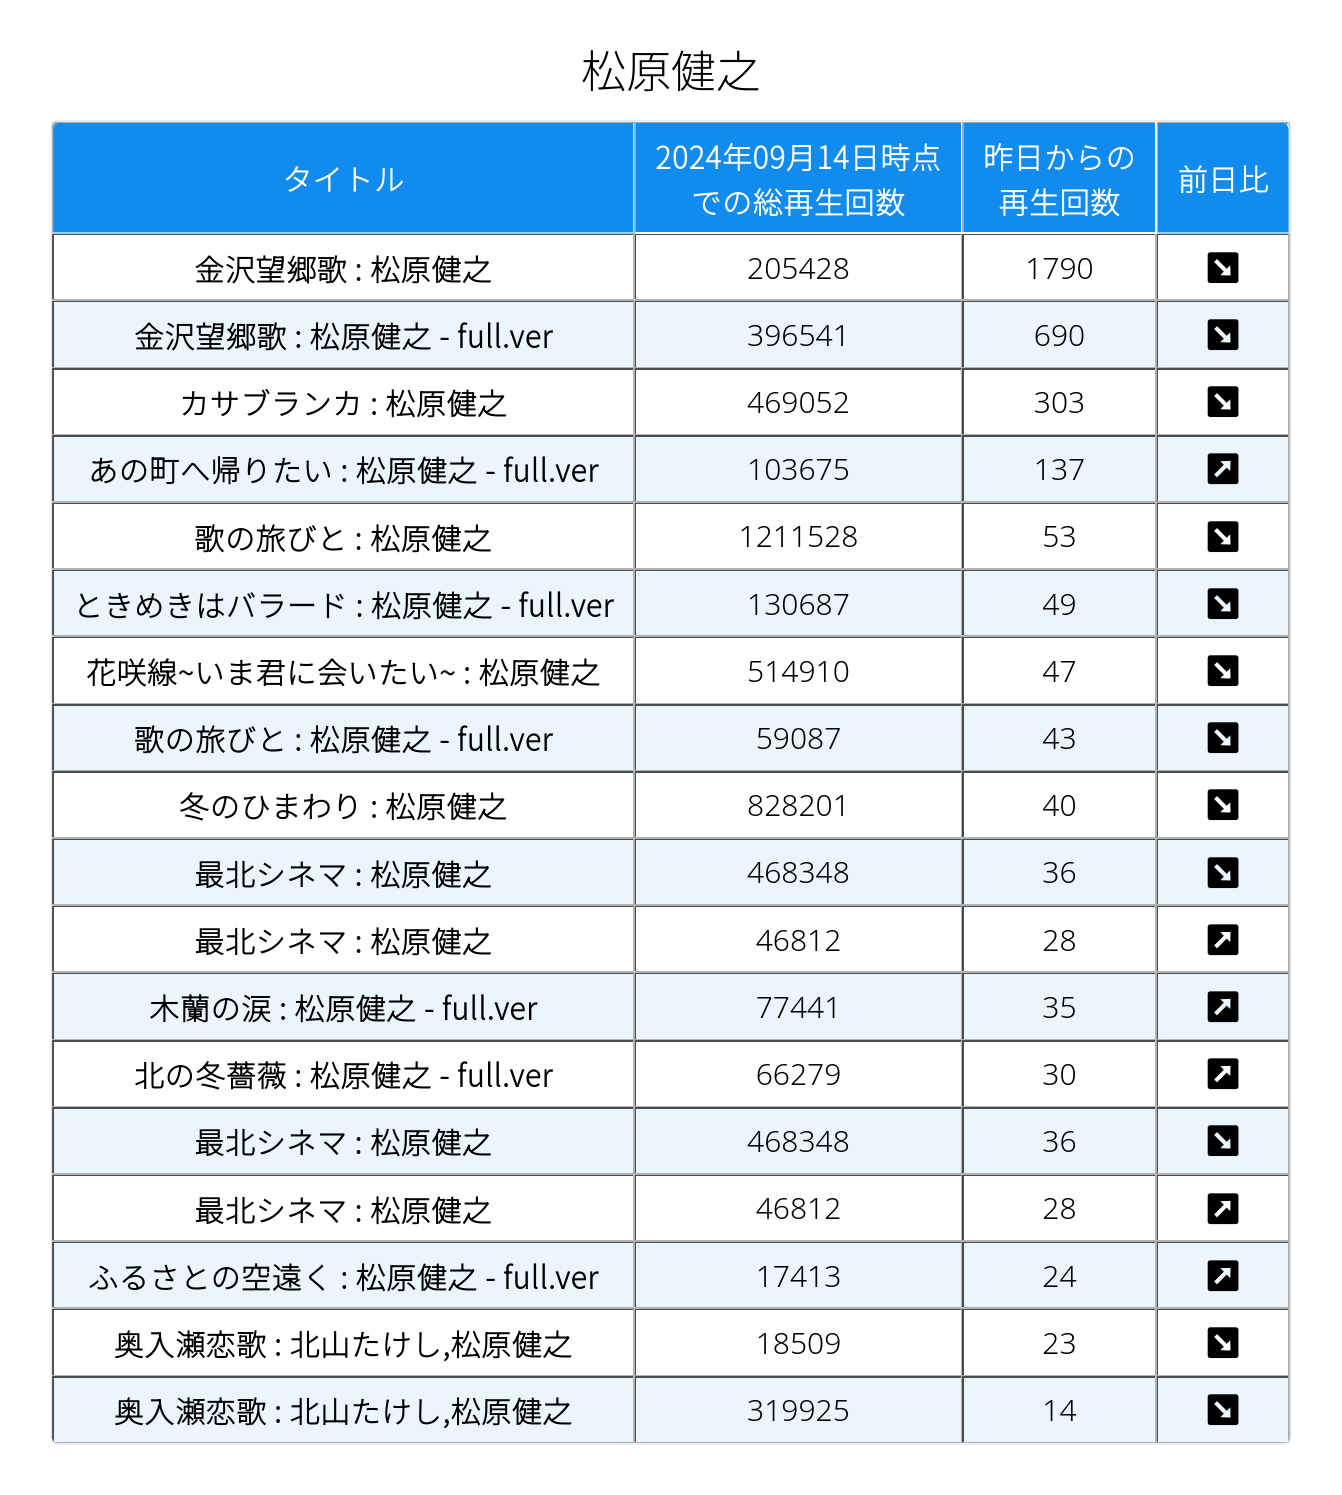 松原健之
タイトル 2024年09月14日時点での総再生回数 昨日からの再生回数 前日比
金沢望郷歌 : 松原健之 205428 1790 ↘
金沢望郷歌 : 松原健之 - full.ver 396541 690 ↘
カサブランカ : 松原健之 469052 303 ↘
あの町へ帰りたい : 松原健之 - full.ver 103675 137 ↗
歌の旅びと : 松原健之 1211528 53 ↘
ときめきはバラード : 松原健之 - full.ver 130687 49 ↘
花咲線~いま君に会いたい~ : 松原健之 514910 47 ↘
歌の旅びと : 松原健之 - full.ver 59087 43 ↘
冬のひまわり : 松原健之 828201 40 ↘
最北シネマ : 松原健之 468348 36 ↘
最北シネマ : 松原健之 46812 28 ↗
木蘭の涙 : 松原健之 - full.ver 77441 35 ↗
北の冬薔薇 : 松原健之 - full.ver 66279 30 ↗
最北シネマ : 松原健之 468348 36 ↘
最北シネマ : 松原健之 46812 28 ↗
ふるさとの空遠く : 松原健之 - full.ver 17413 24 ↗
奥入瀬恋歌 : 北山たけし,松原健之 18509 23 ↘
奥入瀬恋歌 : 北山たけし,松原健之 319925 14 ↘